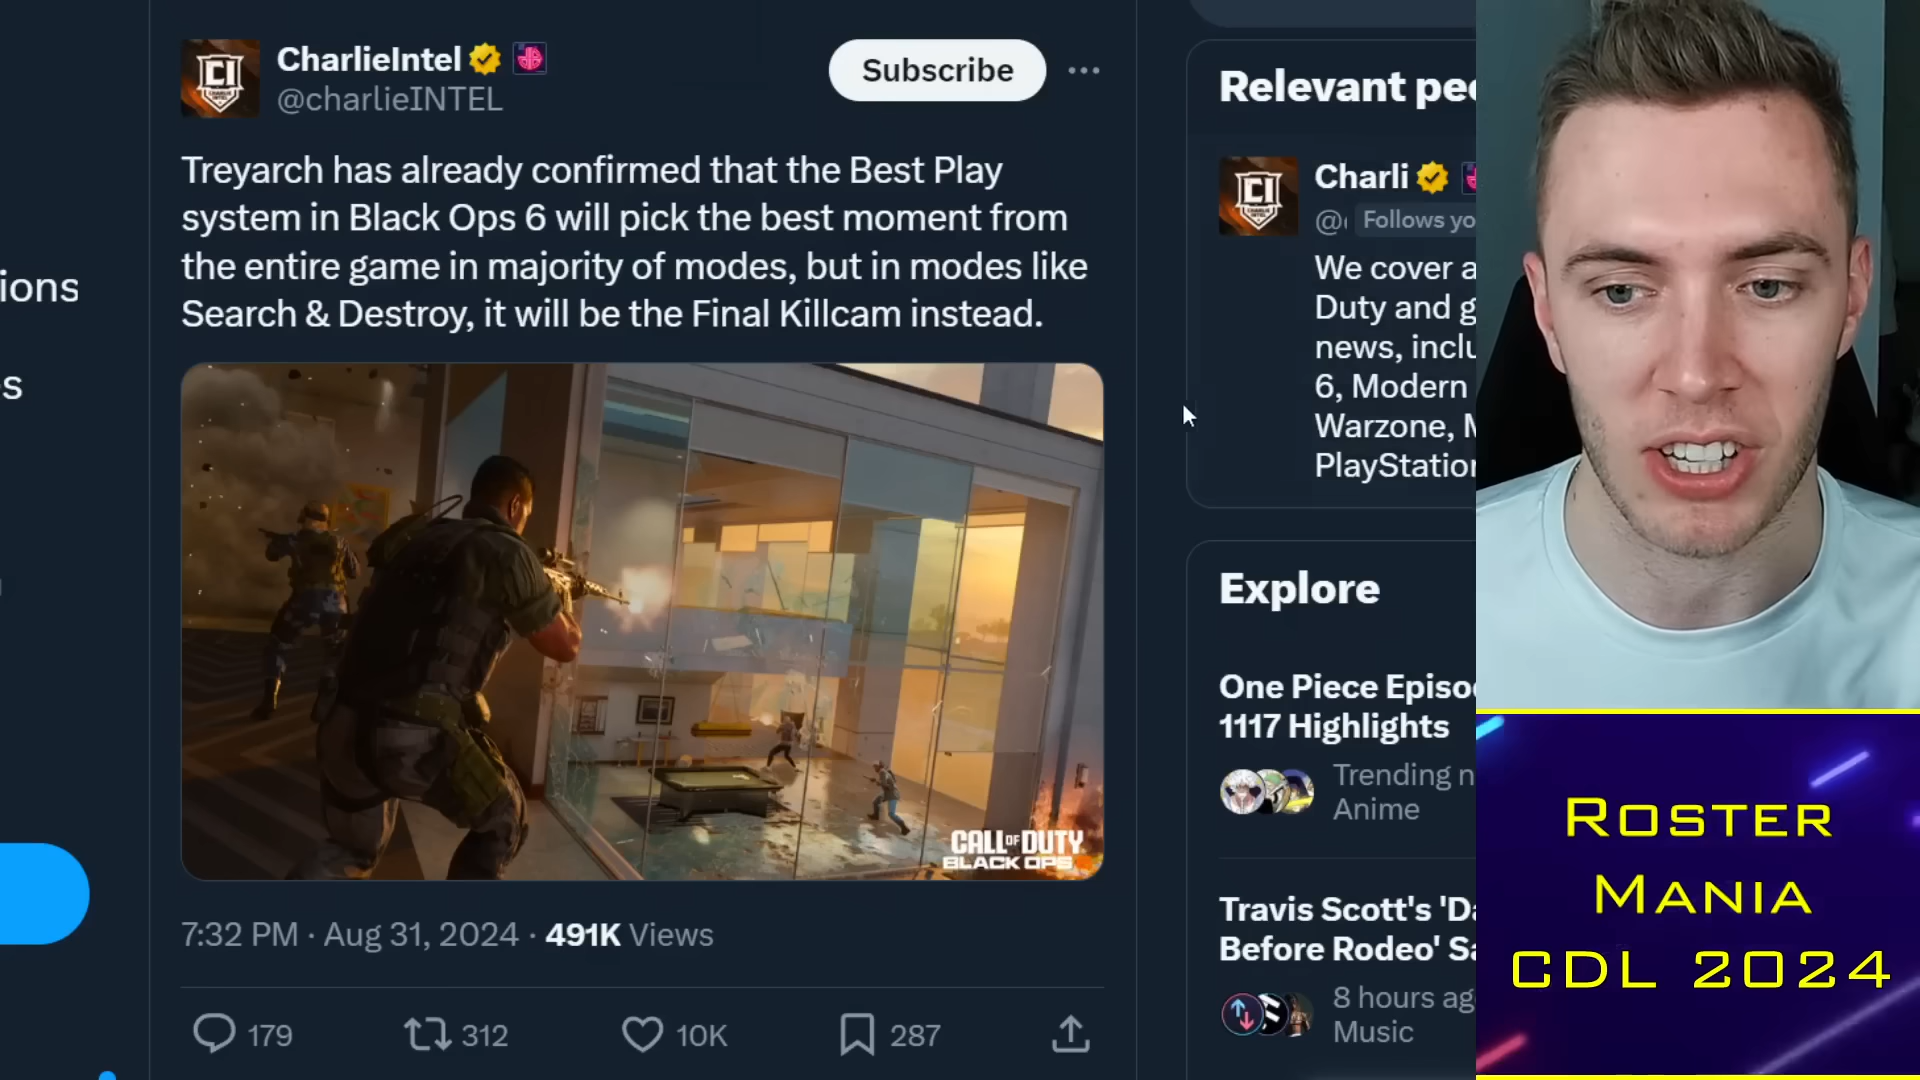 CharlieIntel
@charlieINTEL
Subscribe
Treyarch has already confirmed that the Best Play
system in Black Ops 6 will pick the best moment from
the entire game in majority of modes, but in modes like
Search & Destroy, it will be the Final Killcam instead.
CALL OF DUTY
BLACK OPS
7:32 PM · Aug 31, 2024 · 491K Views
179
312
10K
287
ions
s
Relevant pe
CI
Charli
Follows yo
We cover a
Duty and g
news, inclu
6, Modern
Warzone, M
PlayStation
Explore
One Piece Episo
1117 Highlights
Trending n
Anime
Travis Scott's 'Da
Before Rodeo' Sa
8 hours ag
Music
ROSTER
MANIA
CDL 2024